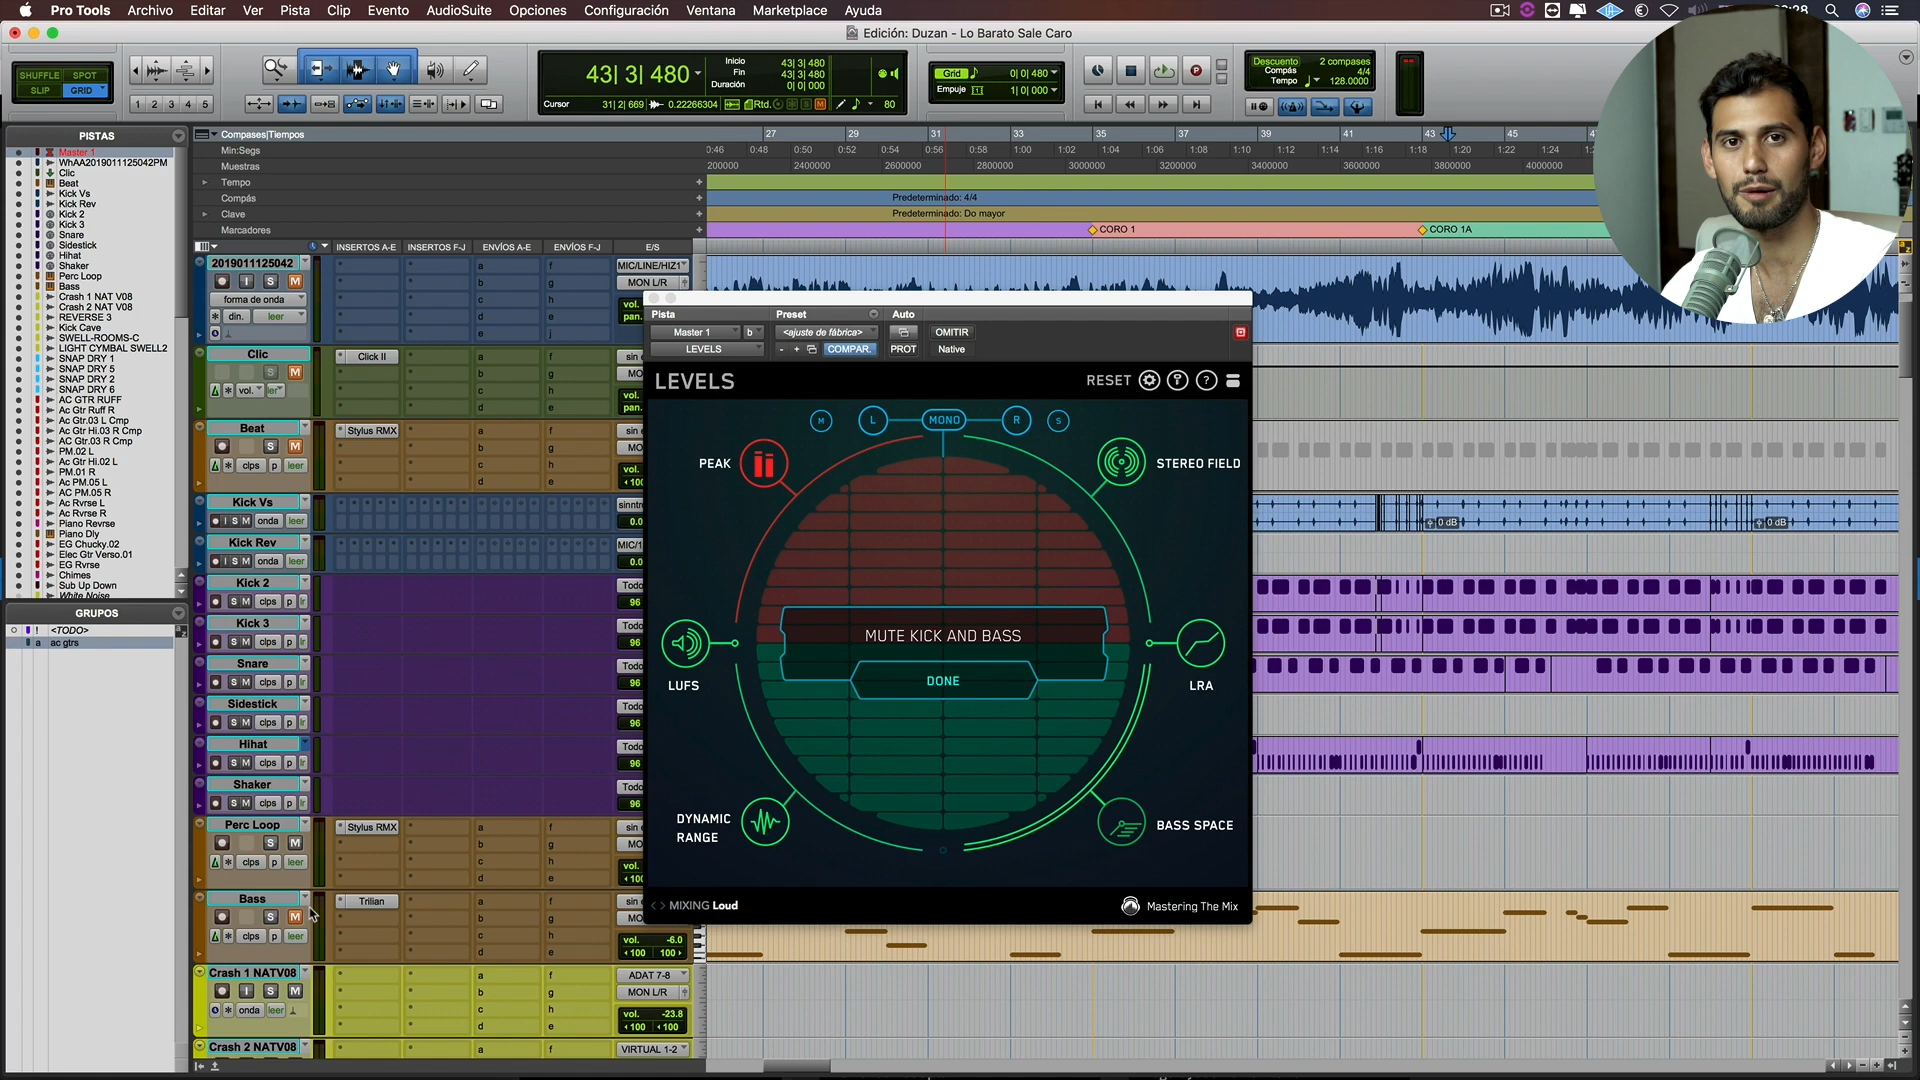 Pro Tools Archivo Editar Ver Pista Clip Evento AudioSuite Opciones Configuración Ventana Marketplace Ayuda
Edición: Duzan - Lo Barato Sale Caro
SHUFFLE SPOT
SLIP GRID
1 2 3 4 5
43| 3| 480
Inicio 43| 3| 480
Fin 43| 3| 480
Duración 0| 0| 000
Cursor 31| 2| 669 0.22266304 Rtd. S M 80
Grid 0| 0| 480
Empuje 1| 0| 000
Descuento 2 compases
Compás 4/4
Tempo 128.0000
PISTAS
Master 1
WhAA2019011125042PM
Clic
Beat
Kick Vs
Kick Rev
Kick 2
Kick 3
Snare
Sidestick
Hihat
Shaker
Perc Loop
Bass
Crash 1 NAT V08
Crash 2 NAT V08
REVERSE 3
Kick Cave
SWELL-ROOMS-C
LIGHT CYMBAL SWELL2
SNAP DRY 1
SNAP DRY 5
SNAP DRY 2
SNAP DRY 6
AC GTR RUFF
Ac Gtr Ruff R
Ac Gtr.03 L Cmp
Ac Gtr Hi.03 R Cmp
AC Gtr.03 R Cmp
PM.02 L
Ac Gtr Hi.02 L
PM.01 R
Ac PM.05 L
AC PM.05 R
Ac Rvrse L
Ac Rvrse R
Piano Revrse
Piano Dly
EG Chucky.02
Elec Gtr Verso.01
EG Rvrse
Chimes
Sub Up Down
White Noise
GRUPOS
! <TODO>
a ac gtrs
Compases|Tiempos
27 29 31 33 35 37 39 41 43 45 47
Min:Segs
0:46 0:48 0:50 0:52 0:54 0:56 0:58 1:00 1:02 1:04 1:06 1:08 1:10 1:12 1:14 1:16 1:18 1:20 1:22 1:24 1:26
Muestras
200000 2400000 2600000 2800000 3000000 3200000 3400000 3600000 3800000 4000000
Tempo
Compás
Predeterminado: 4/4
Clave
Predeterminado: Do mayor
Marcadores
CORO 1 CORO 1A
INSERTOS A-E INSERTOS F-J ENVÍOS A-E ENVÍOS F-J E/S
2019011125042
I S M
forma de onda
din. leer
a b c d e
f g h i j
MIC/LINE/HIZ1
MON L/R
vol.
pan.
Clic
S M
vol.
Click II
Beat
S M
clps p leer
Stylus RMX
Kick Vs
I S M onda leer
Kick Rev
I S M onda leer
Kick 2
S M clps p
Kick 3
S M clps p
Snare
S M clps p
Sidestick
S M clps p
Hihat
S M clps p
Shaker
S M clps p
Todo
96
Perc Loop
S M
clps p leer
Stylus RMX
Bass
S M
clps p leer
Trilian
vol. -6.0
100 100
Crash 1 NATV08
I S M
onda leer
ADAT 7-8
MON L/R
vol. -23.8
100 100
Crash 2 NATV08
a f
VIRTUAL 1-2
0 dB 0 dB
Pista Preset Auto
Master 1 b <ajuste de fábrica> OMITIR
LEVELS - + COMPAR. PROT Native
LEVELS
RESET ?
M L MONO R S
PEAK
STEREO FIELD
LUFS
LRA
MUTE KICK AND BASS
DONE
DYNAMIC
RANGE
BASS SPACE
< > MIXING Loud
Mastering The Mix